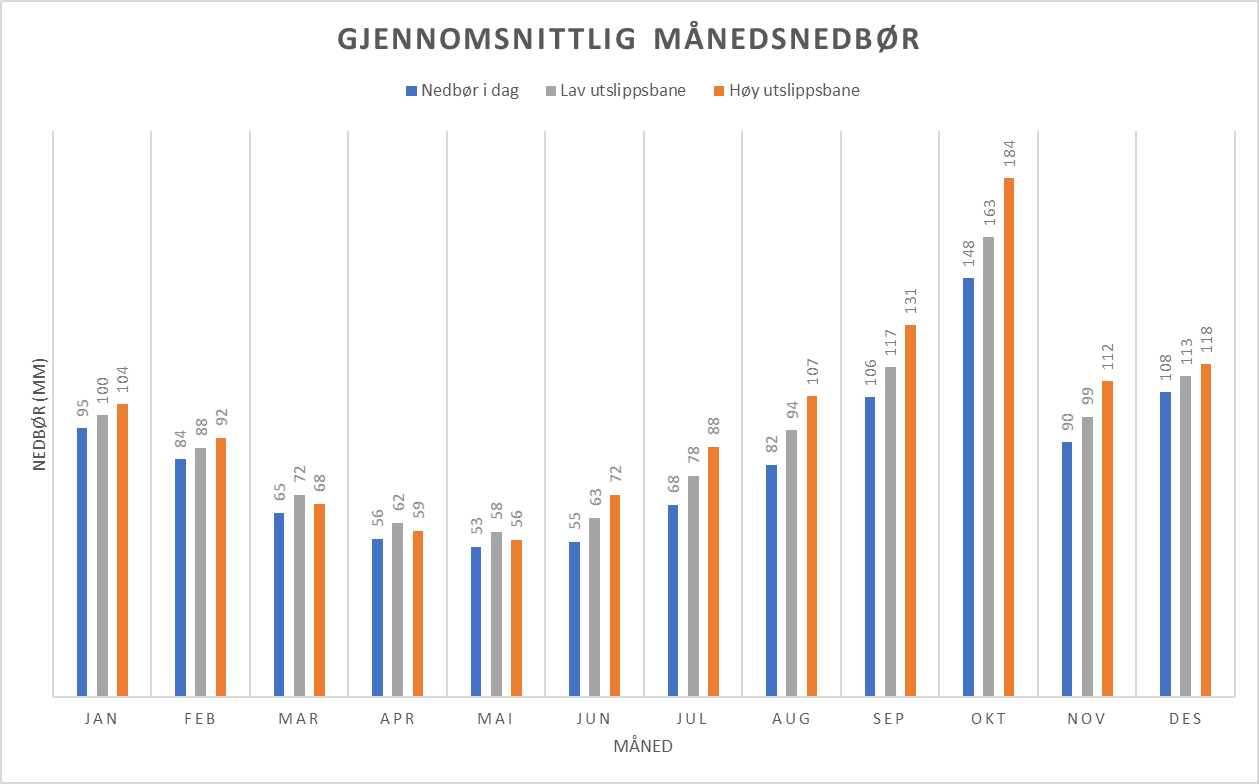 GJENNOMSNITTLIG MÅNEDSNEDBØR
Nedbør i dag Lav utslippsbane Høy utslippsbane
NEDBØR (MM)
95 100 104
84 88 92
65 72 68
56 62 59
53 58 56
55 63 72
68 78 88
82 94 107
106 117 131
148 163 184
90 99 112
108 113 118
JAN FEB MAR APR MAI JUN JUL AUG SEP OKT NOV DES
MÅNED